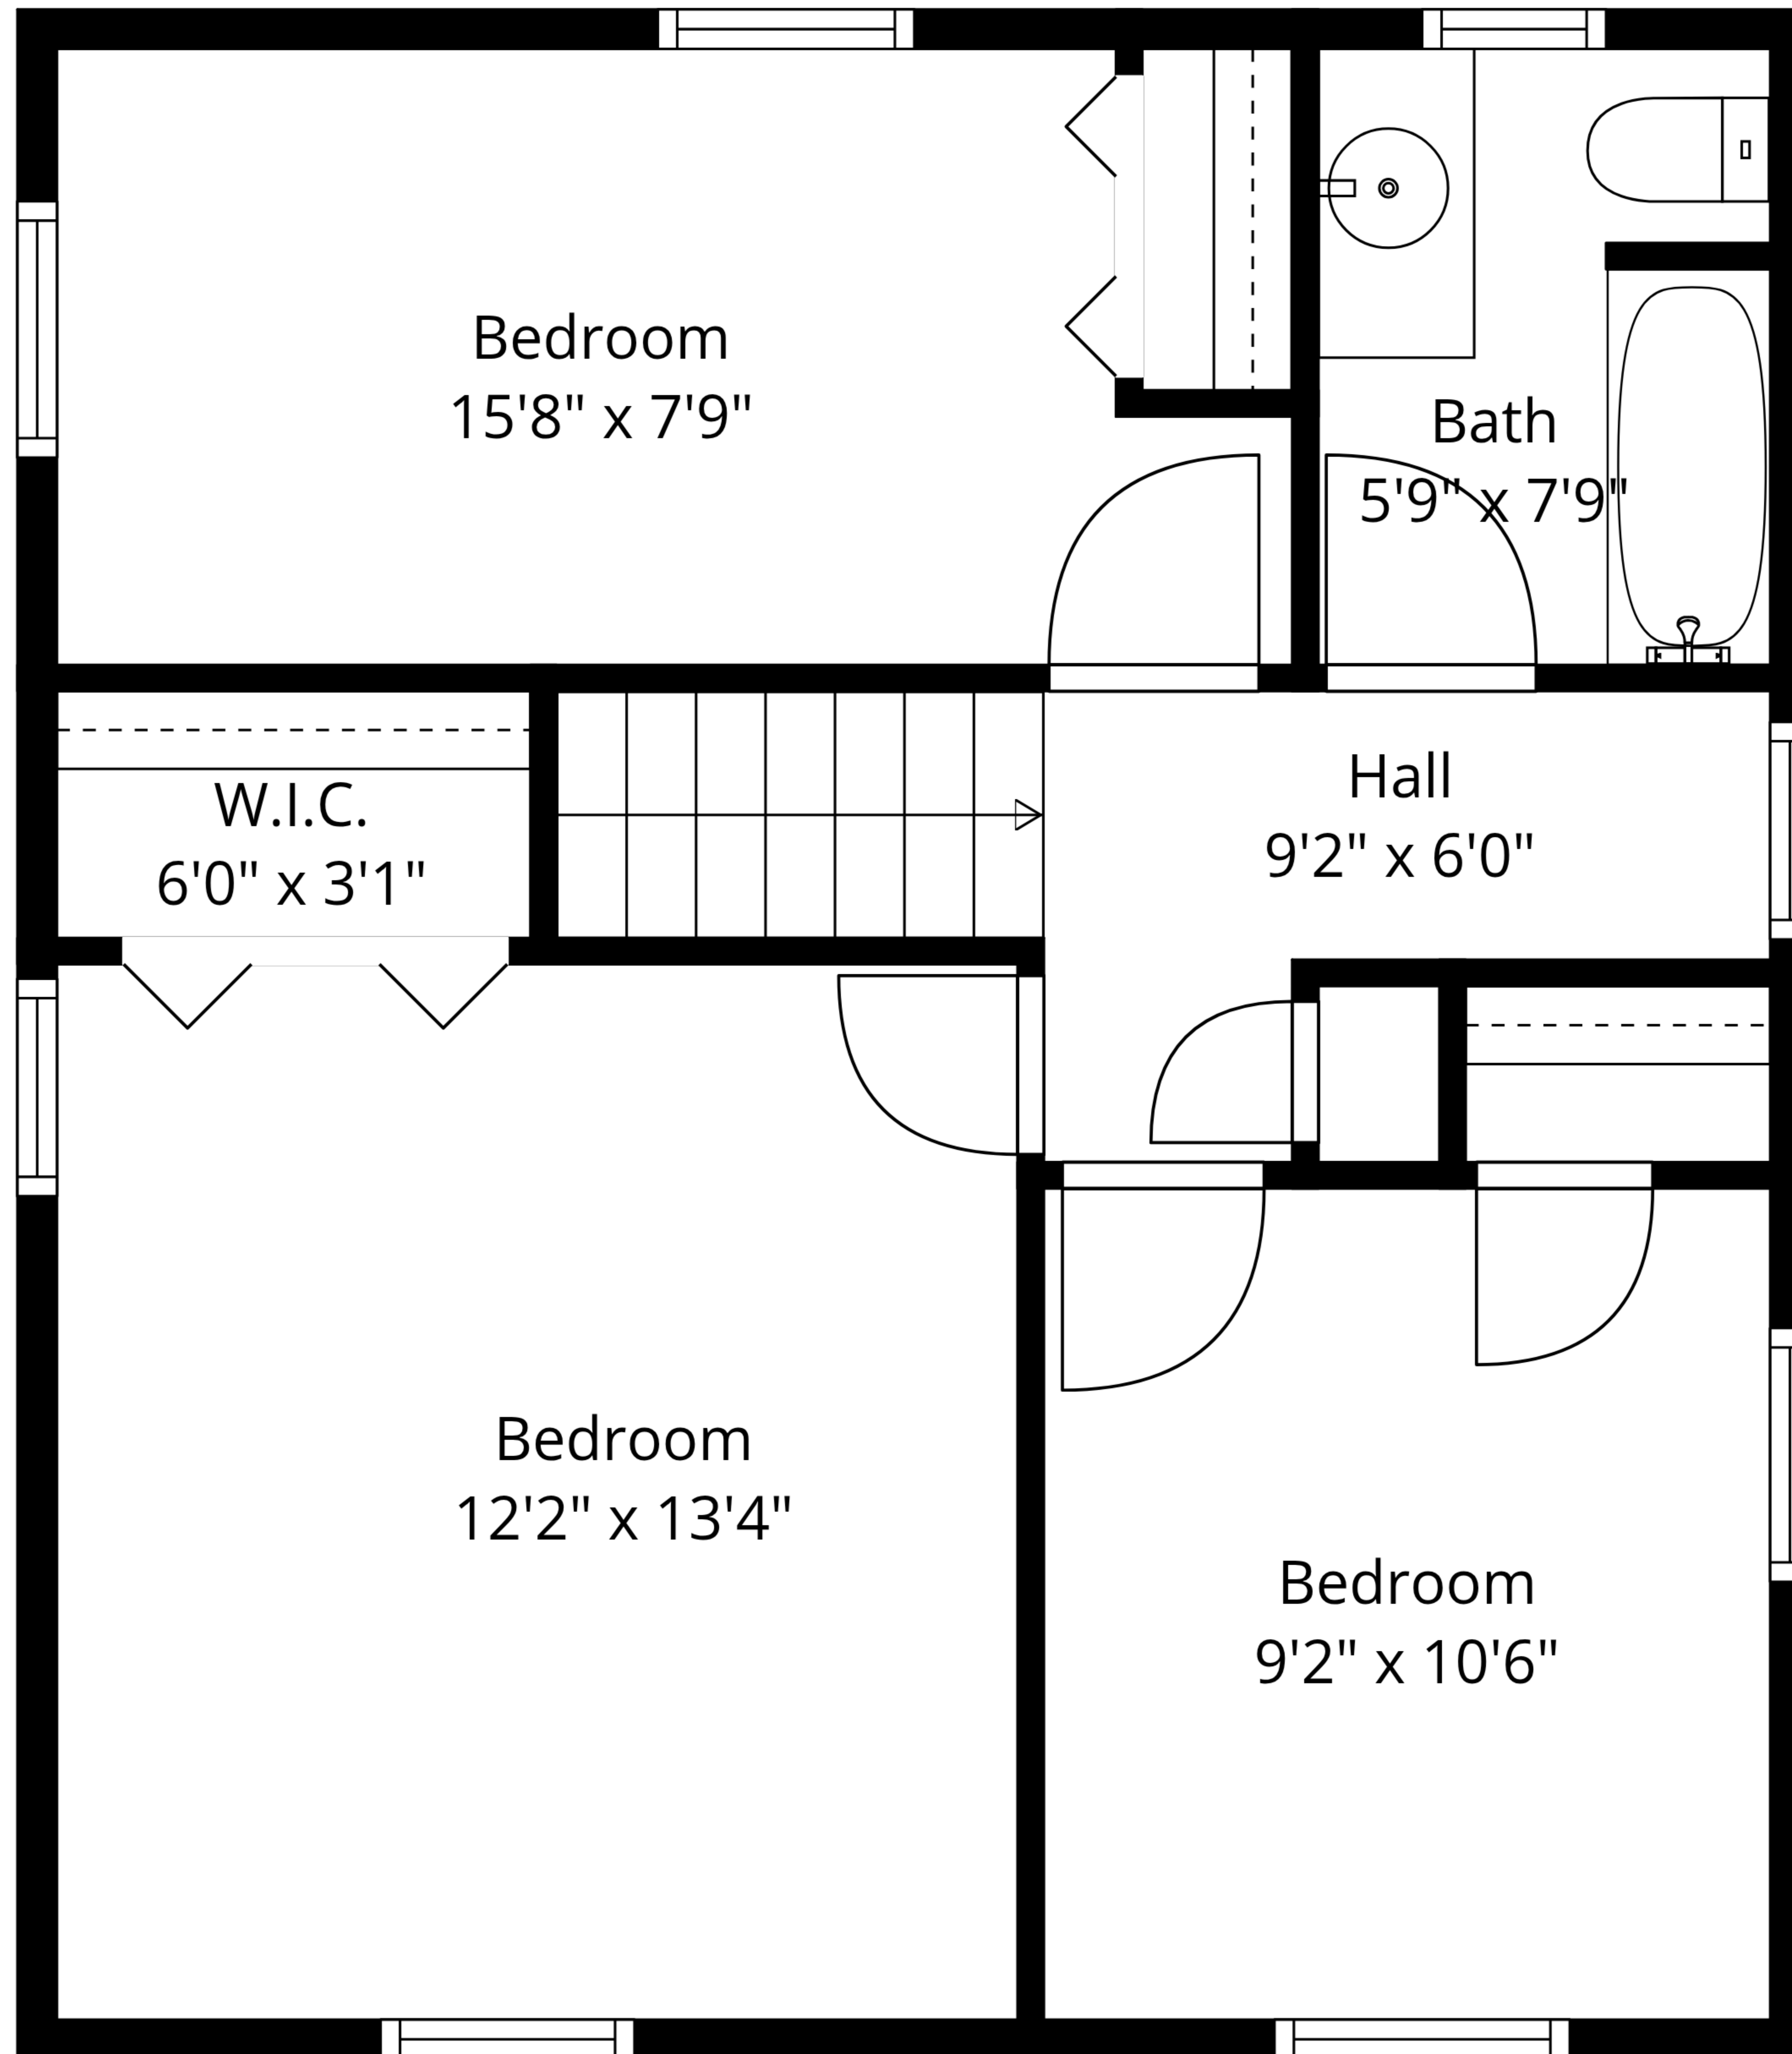 Bedroom
15'8" x 7'9"
Bath
5'9" x 7'9"
W.I.C.
6'0" x 3'1"
Hall
9'2" x 6'0"
Bedroom
12'2" x 13'4"
Bedroom
9'2" x 10'6"